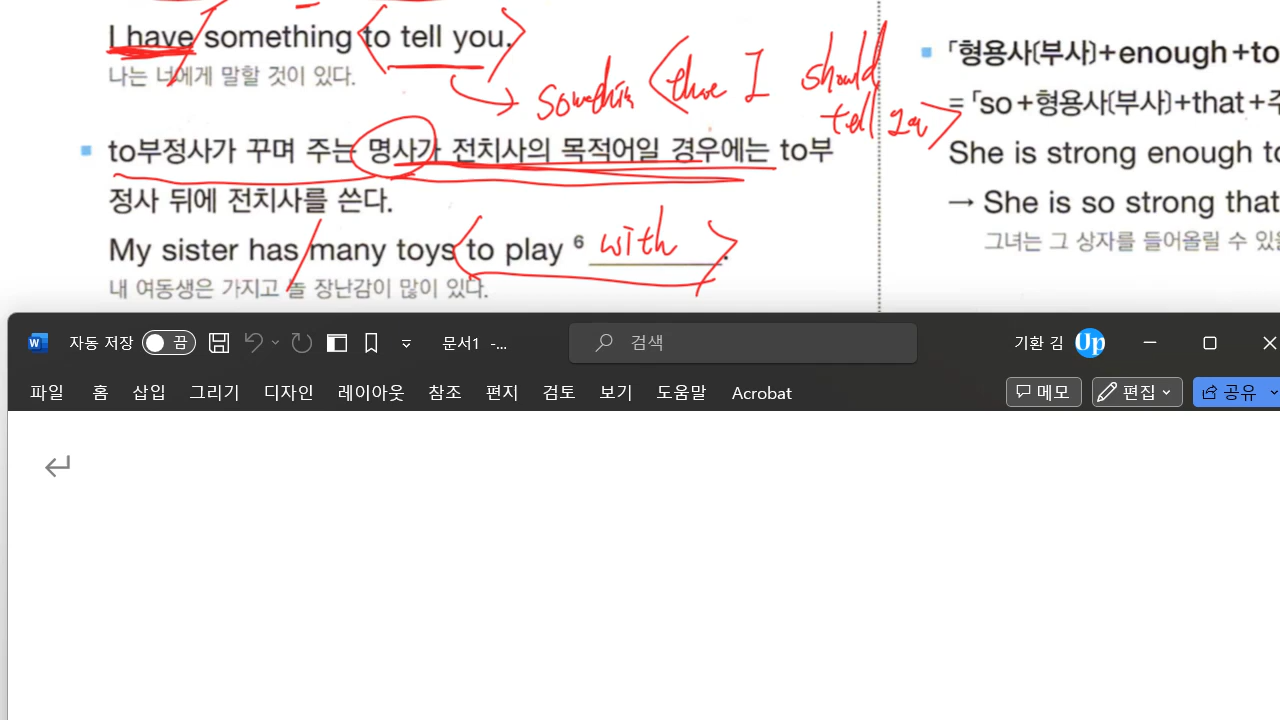 I have something to tell you.
나는 너에게 말할 것이 있다.
should
tell you
to부정사가 꾸며 주는 명사가 전치사의 목적어일 경우에는 to부
정사 뒤에 전치사를 쓴다.
My sister has many toys to play ⁶ with.
내 여동생은 가지고 놀 장난감이 많이 있다.
「형용사(부사)+enough+to
= 「so+형용사(부사)+that+주
She is strong enough to
→ She is so strong that
그녀는 그 상자를 들어올릴 수 있
자동 저장 끔 문서1 -... 검색 기환 김 Up
파일 홈 삽입 그리기 디자인 레이아웃 참조 편지 검토 보기 도움말 Acrobat 메모 편집 공유